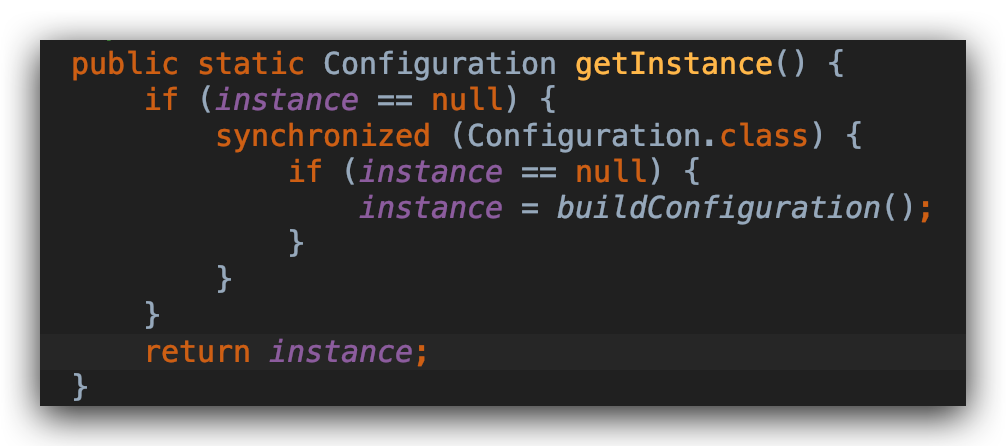 public static Configuration getInstance() {
    if (instance == null) {
        synchronized (Configuration.class) {
            if (instance == null) {
                instance = buildConfiguration();
            }
        }
    }
    return instance;
}